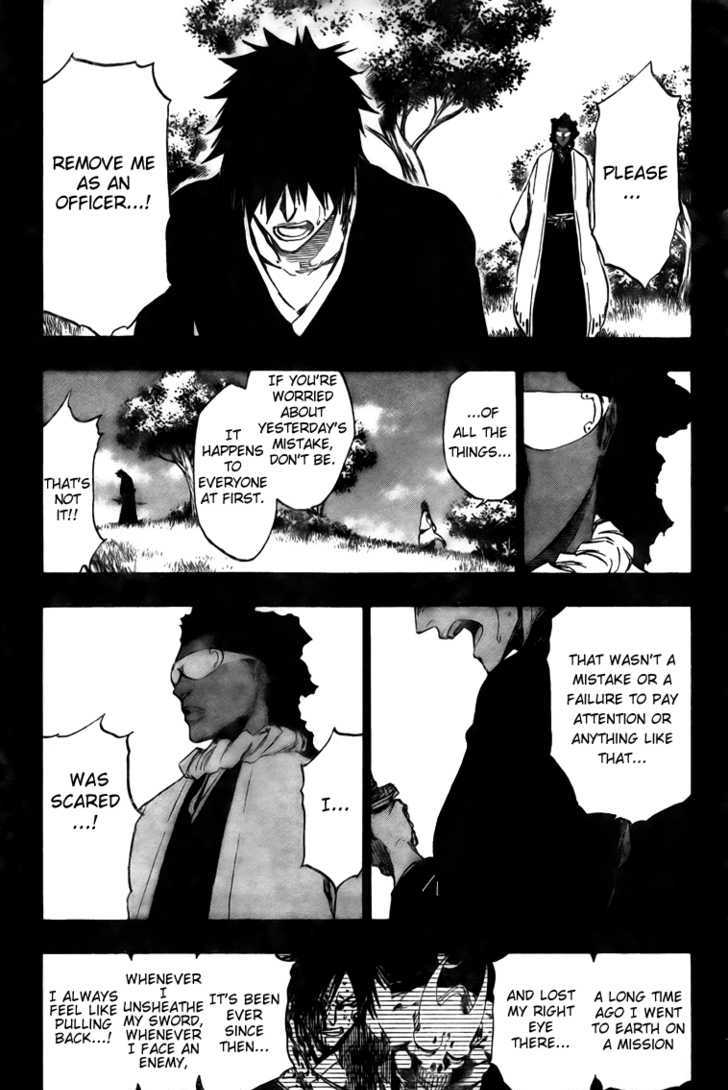 PLEASE
...
REMOVE ME
AS AN
OFFICER...!
...OF
ALL THE
THINGS...
IF YOU'RE
WORRIED
ABOUT
YESTERDAY'S
MISTAKE,
DON'T BE.
IT
HAPPENS
TO
EVERYONE
AT FIRST.
THAT'S
NOT
IT!!
THAT WASN'T A
MISTAKE OR A
FAILURE TO PAY
ATTENTION OR
ANYTHING LIKE
THAT...
I...
WAS
SCARED
...!
A LONG TIME
AGO I WENT
TO EARTH ON
A MISSION
AND LOST
MY RIGHT
EYE
THERE...
IT'S BEEN
EVER
SINCE
THEN...
WHENEVER
I
UNSHEATHE
MY SWORD,
WHENEVER
I FACE AN
ENEMY,
I ALWAYS
FEEL LIKE
PULLING
BACK...!